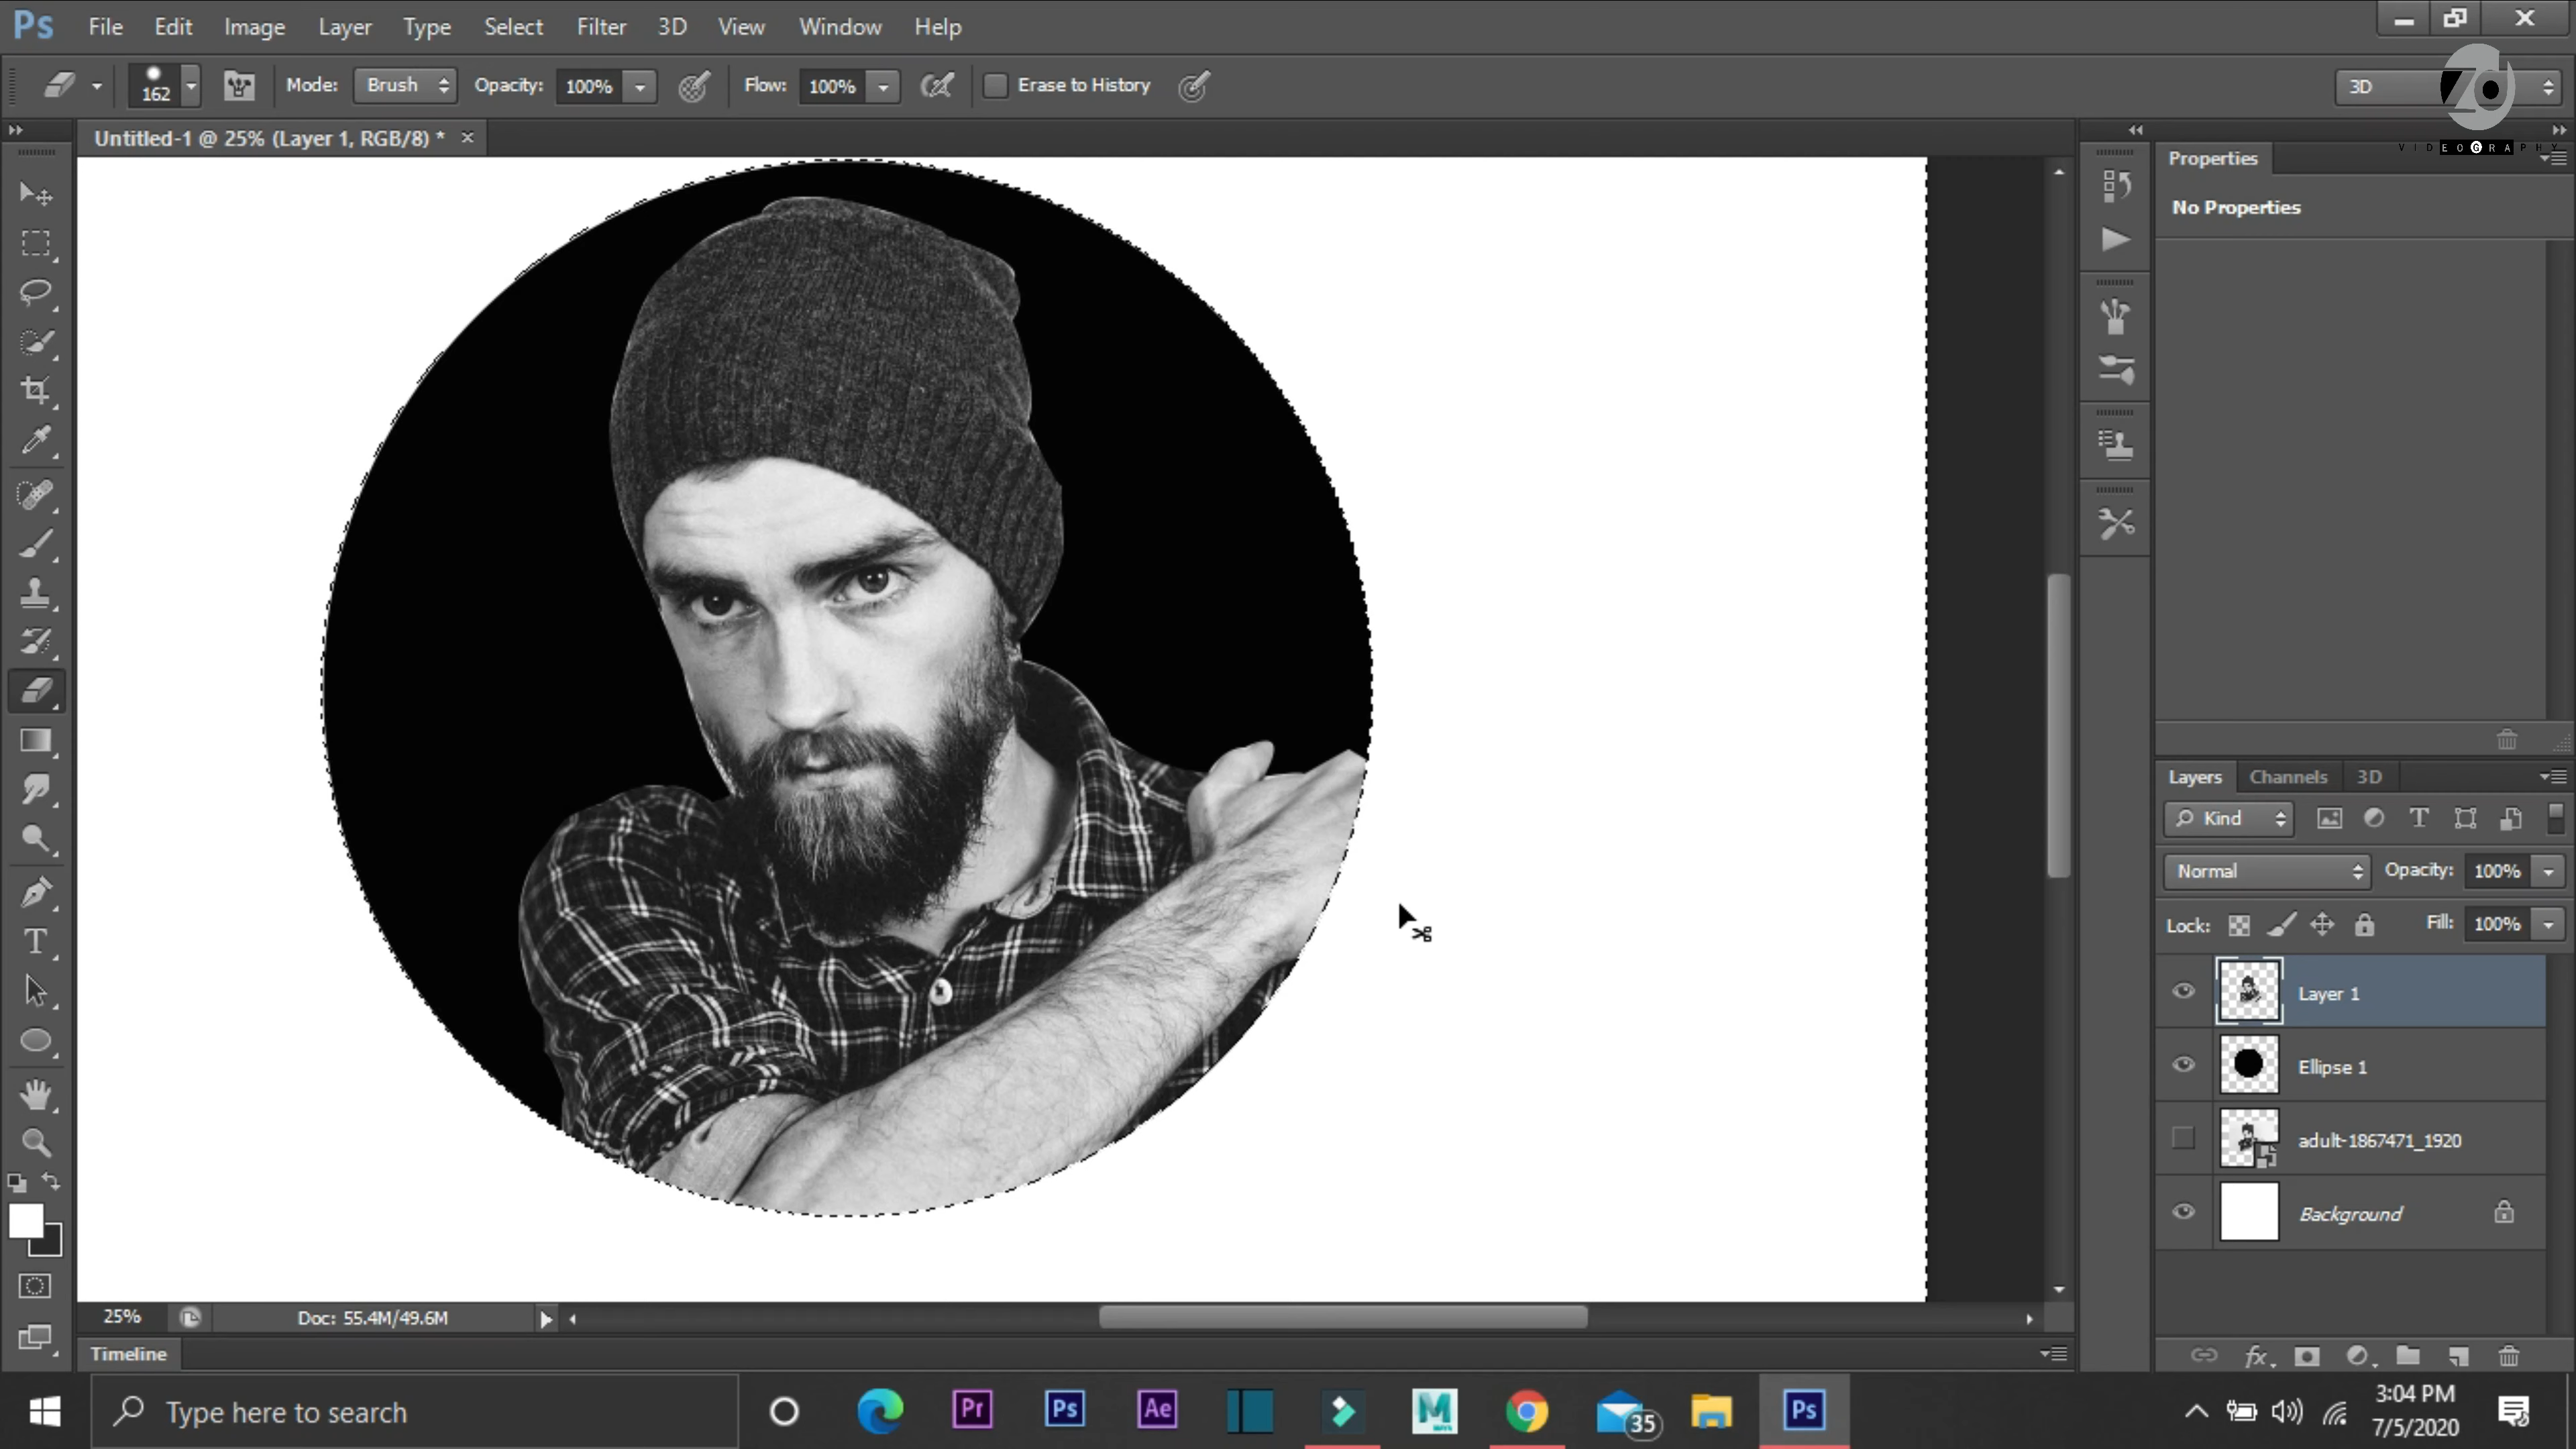 Ps File Edit Image Layer Type Select Filter 3D View Window Help
162 Mode: Brush Opacity: 100% Flow: 100% Erase to History 3D
ZO
VIDEOGRAPHY
Untitled-1 @ 25% (Layer 1, RGB/8) *
Properties
No Properties
Layers Channels 3D
Kind
Normal Opacity: 100%
Lock: Fill: 100%
Layer 1
Ellipse 1
adult-1867471_1920
Background
25% Doc: 55.4M/49.6M
Timeline
Type here to search
Pr Ps Ae M 35 Ps
3:04 PM
7/5/2020